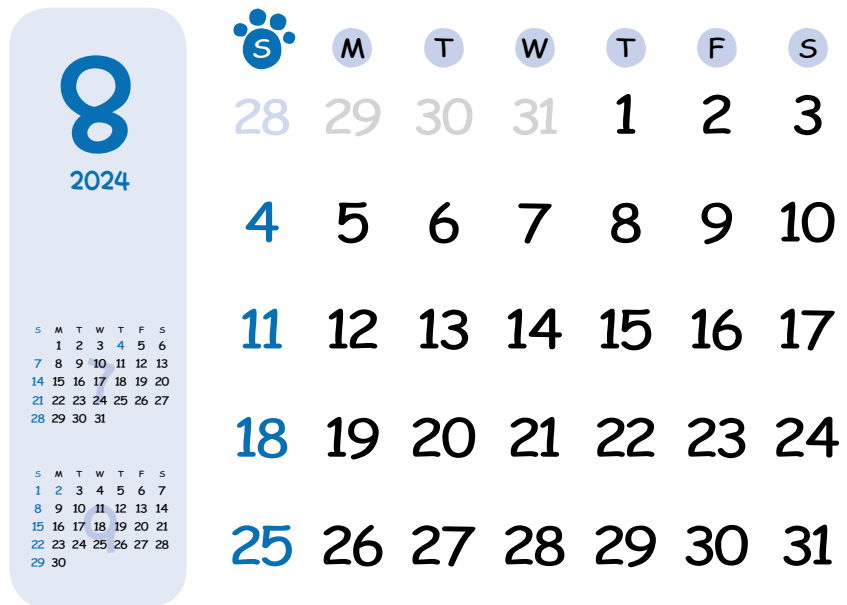 8
2024
S M T W T F S
1 2 3 4 5 6
7 8 9 10 11 12 13
14 15 16 17 18 19 20
21 22 23 24 25 26 27
28 29 30 31
7
S M T W T F S
1 2 3 4 5 6 7
8 9 10 11 12 13 14
15 16 17 18 19 20 21
22 23 24 25 26 27 28
29 30
9
S M T W T F S
28 29 30 31 1 2 3
4 5 6 7 8 9 10
11 12 13 14 15 16 17
18 19 20 21 22 23 24
25 26 27 28 29 30 31